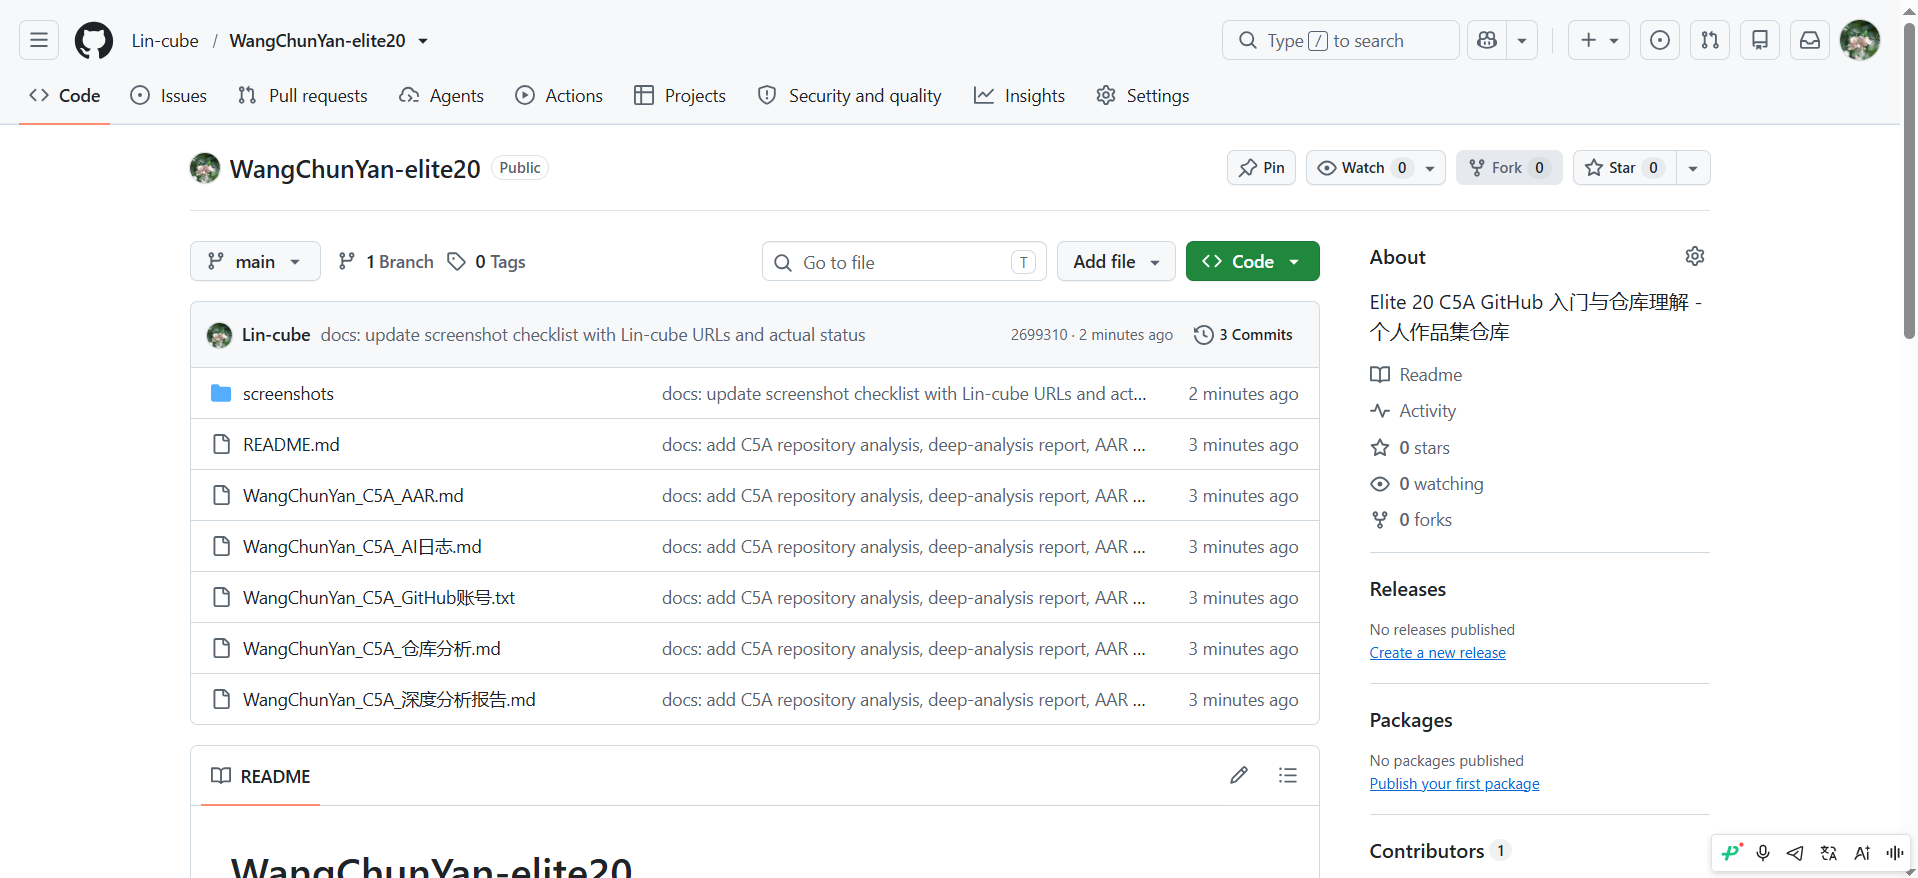 Lin-cube / WangChunYan-elite20
Type / to search
Code
Issues
Pull requests
Agents
Actions
Projects
Security and quality
Insights
Settings
WangChunYan-elite20 Public
Pin
Watch 0
Fork 0
Star 0
main
1 Branch
0 Tags
Go to file T
Add file
Code
Lin-cube docs: update screenshot checklist with Lin-cube URLs and actual status 2699310 · 2 minutes ago 3 Commits
screenshots docs: update screenshot checklist with Lin-cube URLs and act... 2 minutes ago
README.md docs: add C5A repository analysis, deep-analysis report, AAR ... 3 minutes ago
WangChunYan_C5A_AAR.md docs: add C5A repository analysis, deep-analysis report, AAR ... 3 minutes ago
WangChunYan_C5A_AI日志.md docs: add C5A repository analysis, deep-analysis report, AAR ... 3 minutes ago
WangChunYan_C5A_GitHub账号.txt docs: add C5A repository analysis, deep-analysis report, AAR ... 3 minutes ago
WangChunYan_C5A_仓库分析.md docs: add C5A repository analysis, deep-analysis report, AAR ... 3 minutes ago
WangChunYan_C5A_深度分析报告.md docs: add C5A repository analysis, deep-analysis report, AAR ... 3 minutes ago
README
WangChunYan-elite20
About
Elite 20 C5A GitHub 入门与仓库理解 -
个人作品集仓库
Readme
Activity
0 stars
0 watching
0 forks
Releases
No releases published
Create a new release
Packages
No packages published
Publish your first package
Contributors 1